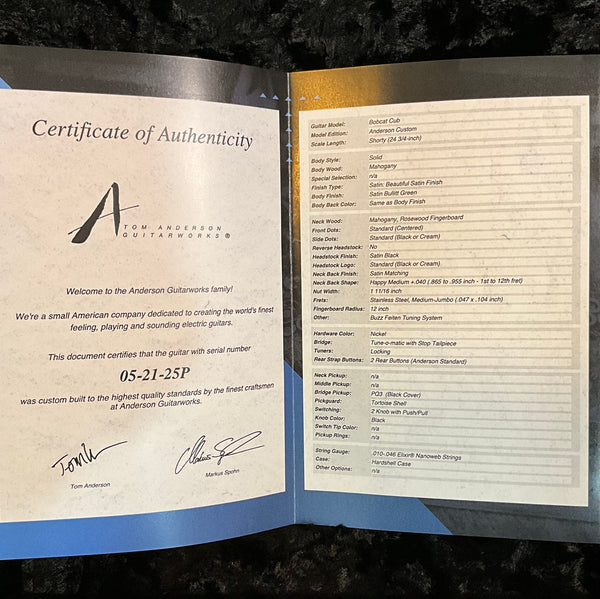 Certificate of Authenticity
A
TOM ANDERSON
GUITARWORKS®
Welcome to the Anderson Guitarworks family!
We're a small American company dedicated to creating the world's finest
feeling, playing and sounding electric guitars.
This document certifies that the guitar with serial number
05-21-25P
was custom built to the highest quality standards by the finest craftsmen
at Anderson Guitarworks.
Tom Anderson
Markus Spohn
Guitar Model: Bobcat Cub
Model Edition: Anderson Custom
Scale Length: Shorty (24 3/4-inch)
Body Style: Solid
Body Wood: Mahogany
Special Selection: n/a
Finish Type: Satin: Beautiful Satin Finish
Body Finish: Satin Bullitt Green
Body Back Color: Same as Body Finish
Neck Wood: Mahogany, Rosewood Fingerboard
Front Dots: Standard (Centered)
Side Dots: Standard (Black or Cream)
Reverse Headstock: No
Headstock Finish: Satin Black
Headstock Logo: Standard (Black or Cream)
Neck Back Finish: Satin Matching
Neck Back Shape: Happy Medium +.040 (.865 to .955 inch - 1st to 12th fret)
Nut Width: 1 11/16 inch
Frets: Stainless Steel, Medium-Jumbo (.047 x .104 inch)
Fingerboard Radius: 12 inch
Other: Buzz Feiten Tuning System
Hardware Color: Nickel
Bridge: Tune-o-matic with Stop Tailpiece
Tuners: Locking
Rear Strap Buttons: 2 Rear Buttons (Anderson Standard)
Neck Pickup: n/a
Middle Pickup: n/a
Bridge Pickup: PQ3 (Black Cover)
Pickguard: Tortoise Shell
Switching: 2 Knob with Push/Pull
Knob Color: Black
Switch Tip Color: n/a
Pickup Rings: n/a
String Gauge: .010-.046 Elixir® Nanoweb Strings
Case: Hardshell Case
Other Options: n/a